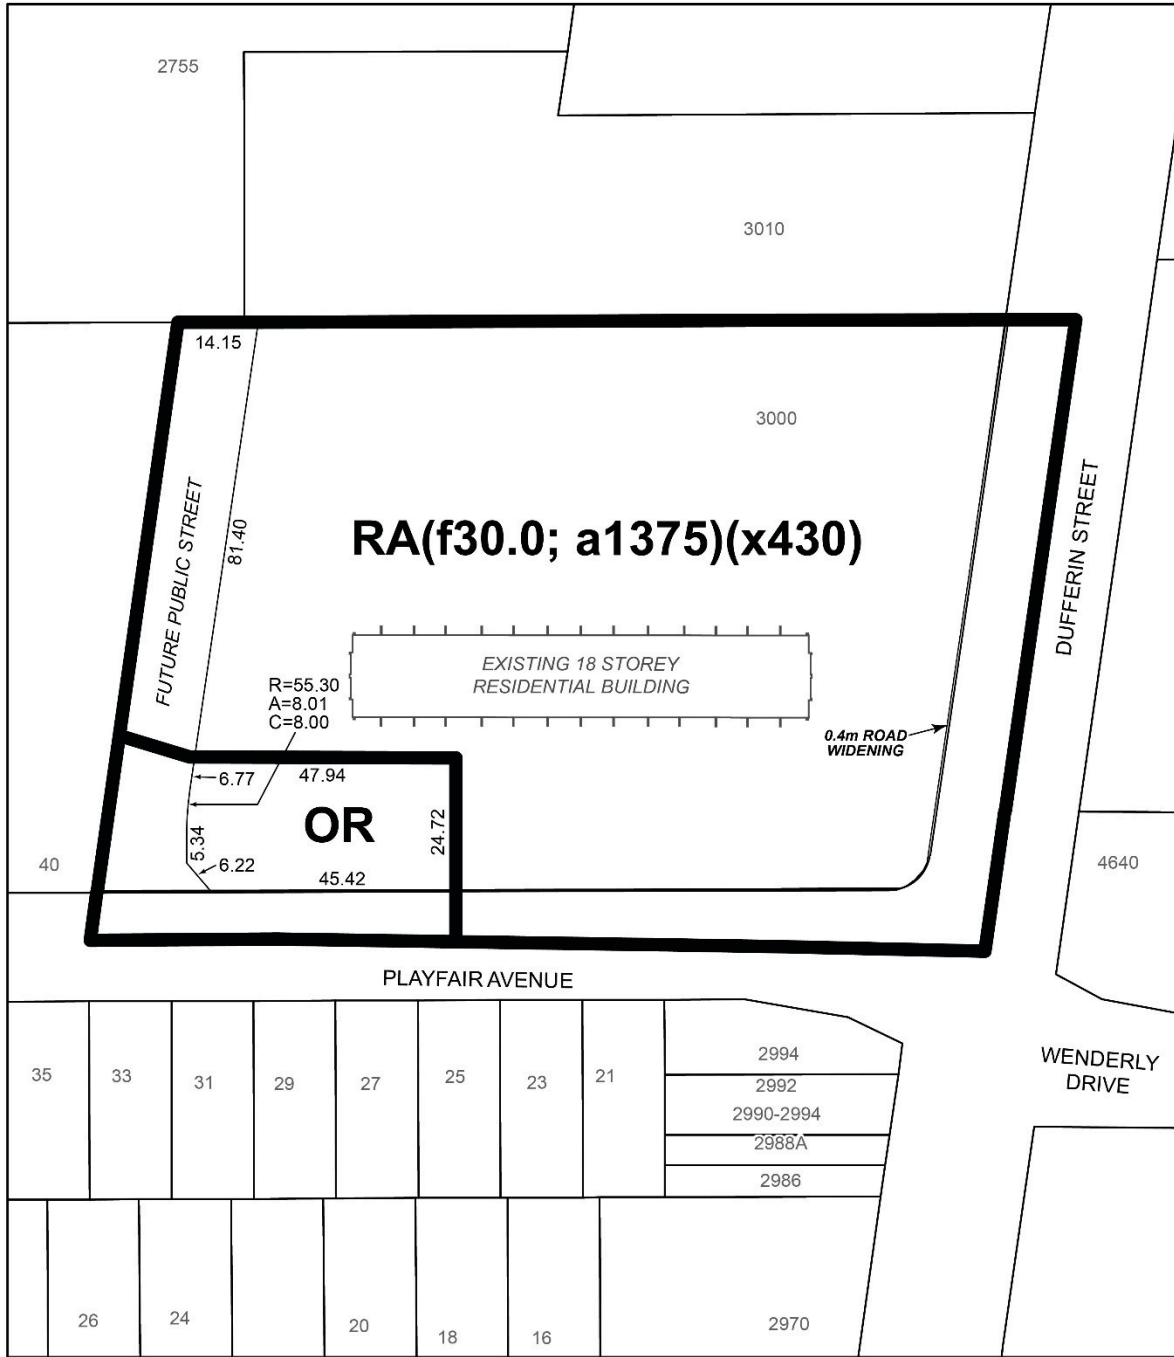 2755
3010
14.15
3000
FUTURE PUBLIC STREET
81.40
RA(f30.0; a1375)(x430)
DUFFERIN STREET
EXISTING 18 STOREY
RESIDENTIAL BUILDING
R=55.30
A=8.01
C=8.00
0.4m ROAD
WIDENING
6.77
47.94
OR
24.72
5.34
6.22
45.42
40
4640
PLAYFAIR AVENUE
WENDERLY
DRIVE
35
33
31
29
27
25
23
21
2994
2992
2990-2994
2988A
2986
26
24
20
18
16
2970